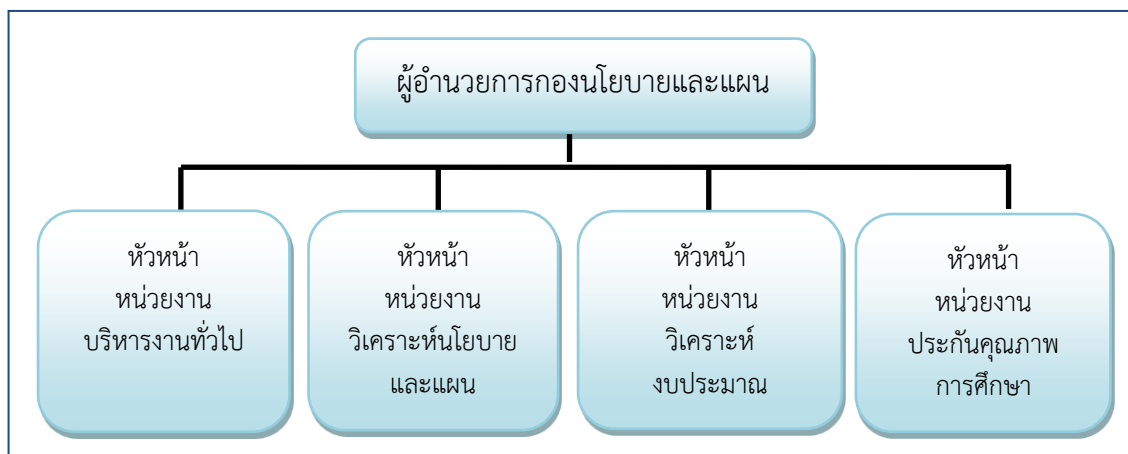 ผู้อำนวยการกองนโยบายและแผน
หัวหน้า
หน่วยงาน
บริหารงานทั่วไป
หัวหน้า
หน่วยงาน
วิเคราะห์นโยบาย
และแผน
หัวหน้า
หน่วยงาน
วิเคราะห์
งบประมาณ
หัวหน้า
หน่วยงาน
ประกันคุณภาพ
การศึกษา